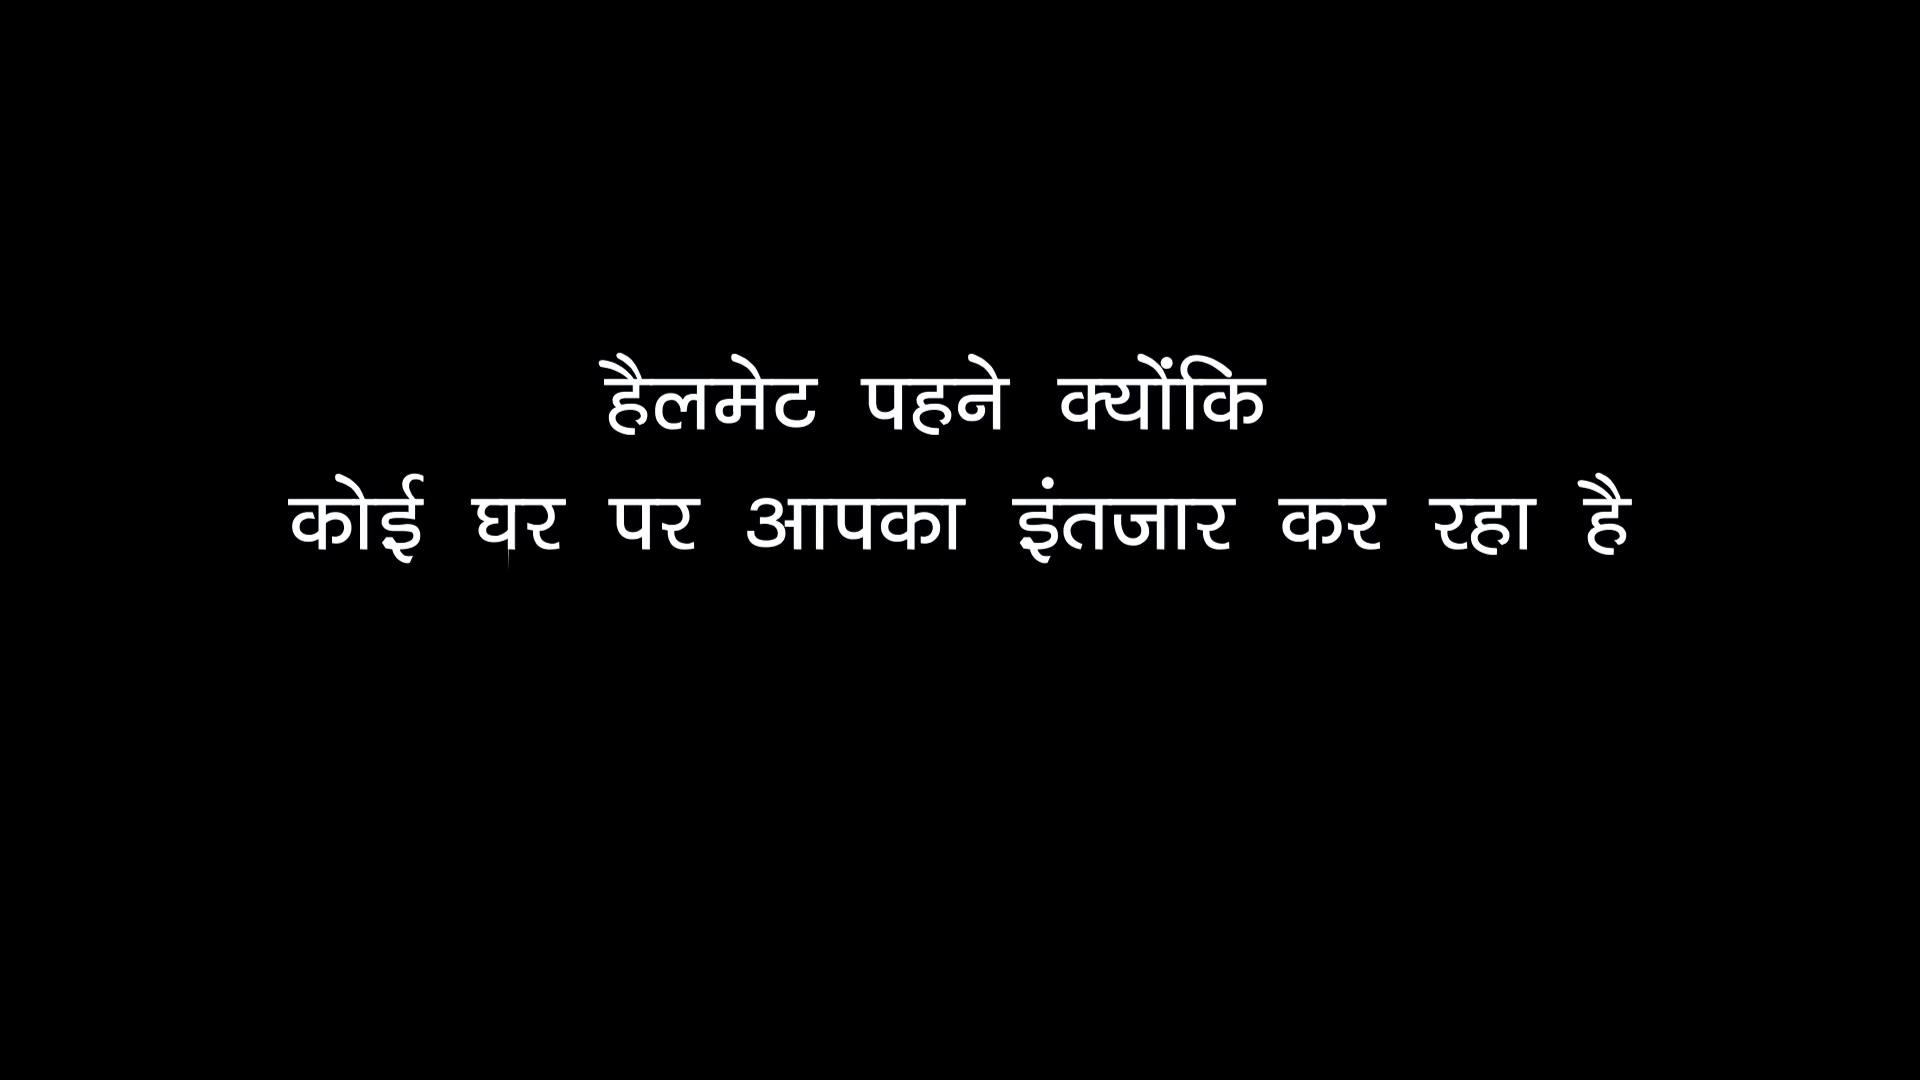 हैलमेट पहने क्योंकि
कोई घर पर आपका इंतजार कर रहा है